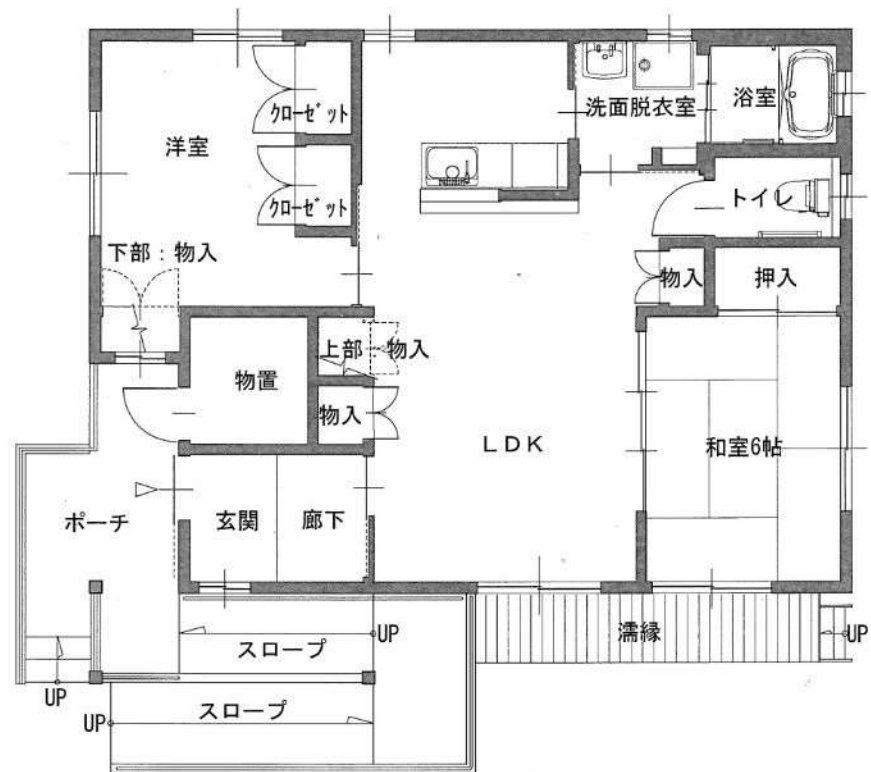 クローゼット
洗面脱衣室
浴室
洋室
クローゼット
トイレ
下部：物入
物入
押入
上部：物入
物置
物入
LDK
和室6帖
ポーチ
玄関
廊下
UP
スロープ
濡縁
UP
UP
スロープ
UP